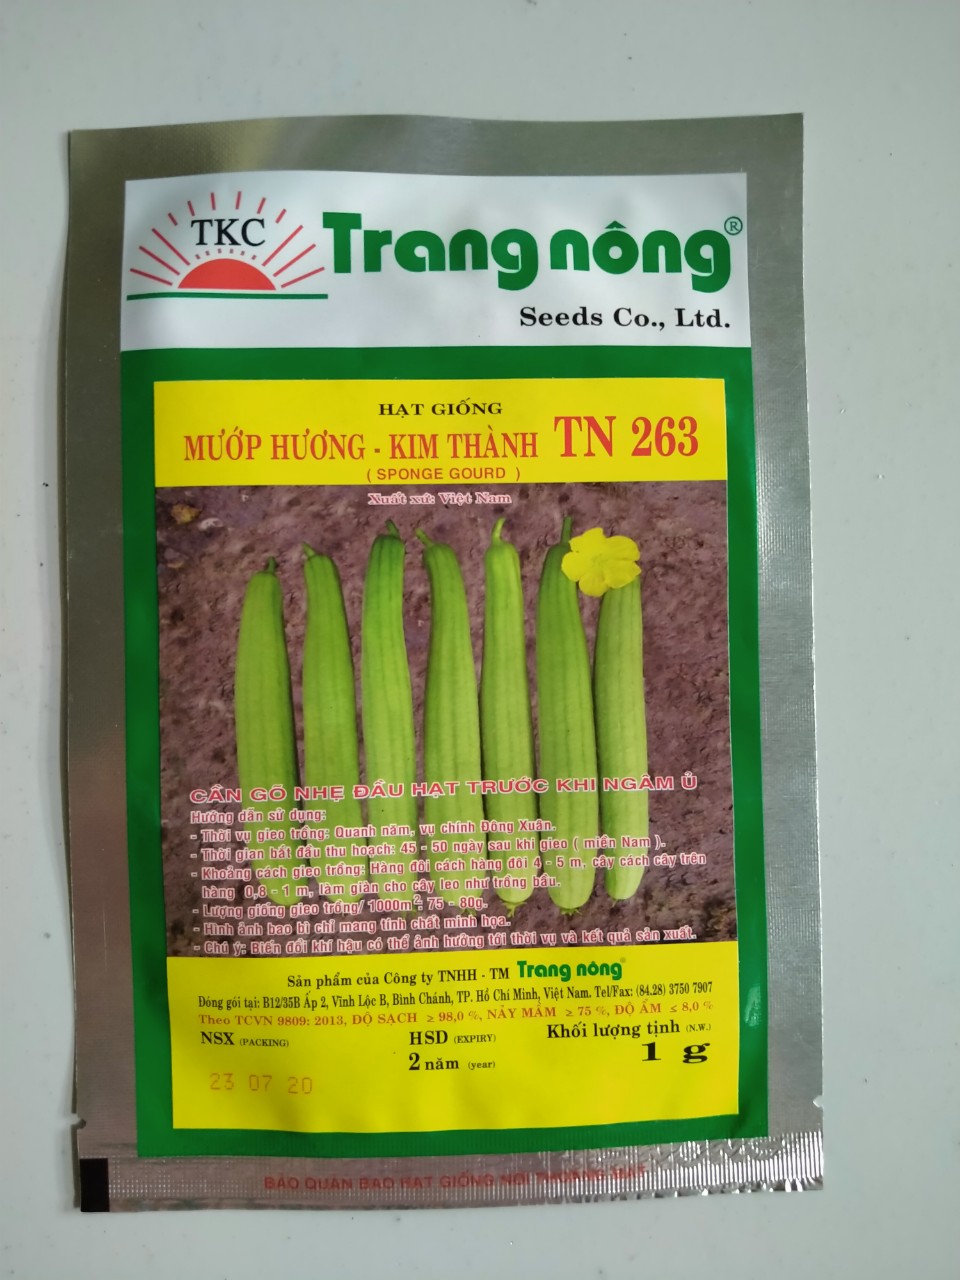 TKC
Trang nông®
Seeds Co., Ltd.
HẠT GIỐNG
MƯỚP HƯƠNG - KIM THÀNH TN 263
( SPONGE GOURD )
Xuất xứ: Việt Nam
CẦN GÕ NHẸ ĐẦU HẠT TRƯỚC KHI NGÂM Ủ
Hướng dẫn sử dụng:
- Thời vụ gieo trồng: Quanh năm, vụ chính Đông Xuân.
- Thời gian bắt đầu thu hoạch: 45 - 50 ngày sau khi gieo ( miền Nam ).
- Khoảng cách gieo trồng: Hàng đôi cách hàng đôi 4 - 5 m, cây cách cây trên
hàng 0,8 - 1 m, làm giàn cho cây leo như trồng bầu.
- Lượng giống gieo trồng/ 1000m²: 75 - 80g.
- Hình ảnh bao bì chỉ mang tính chất minh họa.
- Chú ý: Biến đổi khí hậu có thể ảnh hưởng tới thời vụ và kết quả sản xuất.
Sản phẩm của Công ty TNHH - TM Trang nông®
Đóng gói tại: B12/35B Ấp 2, Vĩnh Lộc B, Bình Chánh, TP. Hồ Chí Minh, Việt Nam. Tel/Fax: (84.28) 3750 7907
Theo TCVN 9809: 2013, ĐỘ SẠCH ≥ 98,0 %, NẢY MẦM ≥ 75 %, ĐỘ ẨM ≤ 8,0 %
NSX (PACKING) HSD (EXPIRY) Khối lượng tịnh (N.W.)
2 năm (year) 1 g
23 07 20
BẢO QUẢN BAO HẠT GIỐNG NƠI THOÁNG MÁT